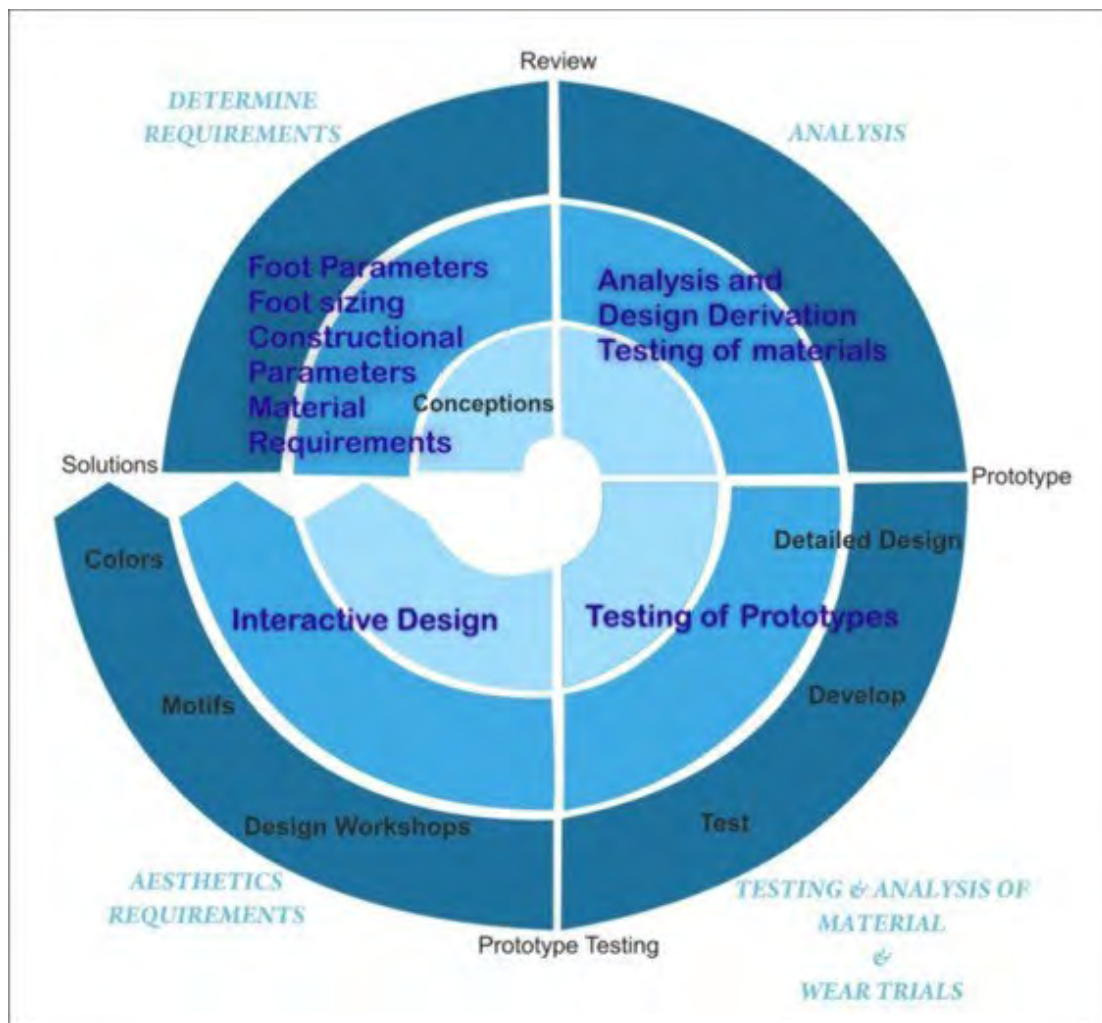 Review
DETERMINE
REQUIREMENTS
ANALYSIS
Foot Parameters
Foot sizing
Constructional
Parameters
Material
Requirements
Conceptions
Analysis and
Design Derivation
Testing of materials
Solutions
Prototype
Colors
Detailed Design
Interactive Design
Testing of Prototypes
Motifs
Develop
Design Workshops
Test
AESTHETICS
REQUIREMENTS
Prototype Testing
TESTING & ANALYSIS OF
MATERIAL
&
WEAR TRIALS